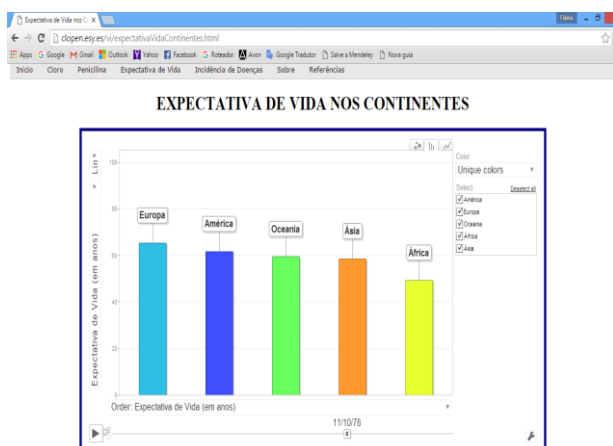 Expectativa de Vida nos C
Flávia
clopen.esy.es/vi/expectativaVidaContinentes.html
Apps Google Gmail Outlook Yahoo Facebook Roteador Avon Google Tradutor Salve a Mendeley Nova guia
Início Cloro Penicilina Expectativa de Vida Incidência de Doenças Sobre Referências
EXPECTATIVA DE VIDA NOS CONTINENTES
Lin
Expectativa de Vida (em anos)
100
80
60
40
20
0
Europa
América
Oceania
Ásia
África
Order: Expectativa de Vida (em anos)
11/10/78
Color
Unique colors
Select Deselect all
América
Europa
Oceania
África
Ásia